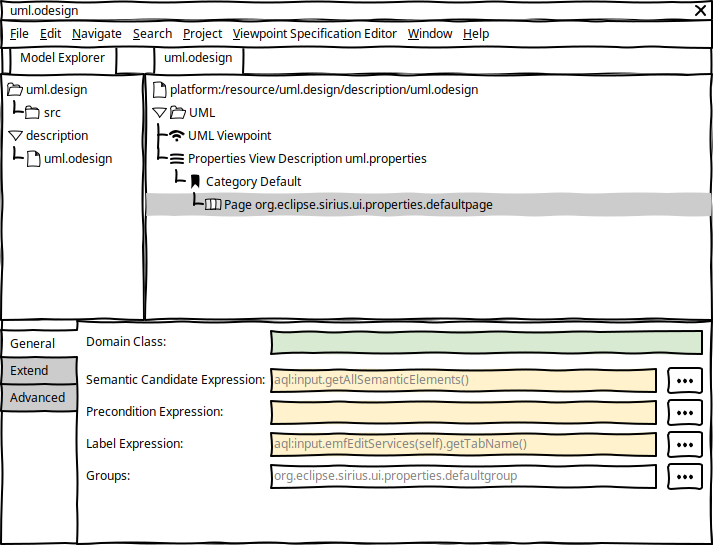 uml.odesign
File Edit Navigate Search Project Viewpoint Specification Editor Window Help
Model Explorer
uml.odesign
uml.design
src
description
uml.odesign
platform:/resource/uml.design/description/uml.odesign
UML
UML Viewpoint
Properties View Description uml.properties
Category Default
Page org.eclipse.sirius.ui.properties.defaultpage
General
Extend
Advanced
Domain Class:
Semantic Candidate Expression: aql:input.getAllSemanticElements()
Precondition Expression:
Label Expression: aql:input.emfEditServices(self).getTabName()
Groups: org.eclipse.sirius.ui.properties.defaultgroup